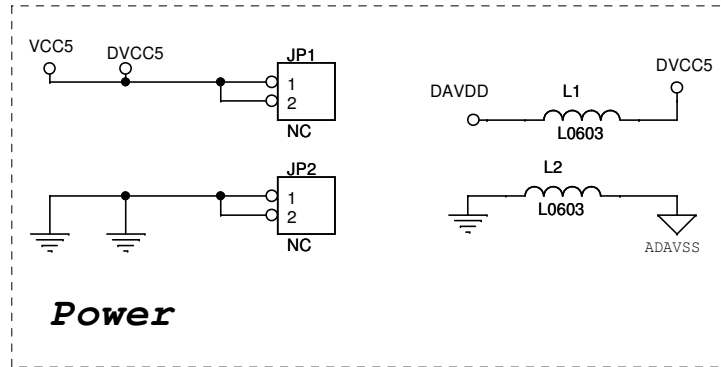 VCC5
DVCC5
JP1
1
2
NC
JP2
1
2
NC
DAVDD
L1
L0603
DVCC5
L2
L0603
ADAVSS
Power